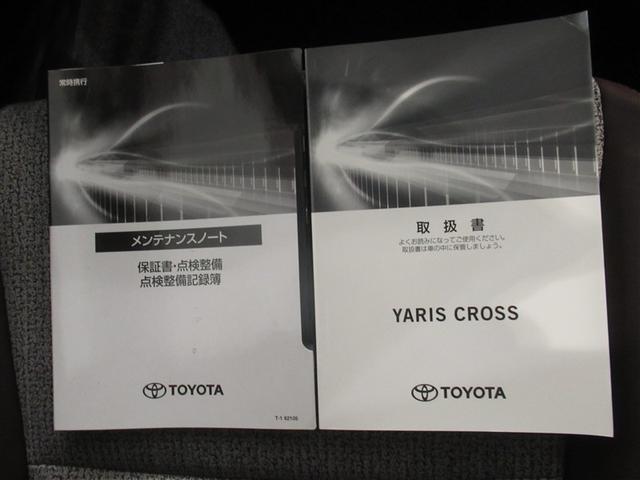 常時携行
メンテナンスノート
保証書・点検整備
点検整備記録簿
TOYOTA
T-1 62105
取扱書
よくお読みになってご使用ください。
取扱書は車の中に保管しましょう。
YARIS CROSS
TOYOTA